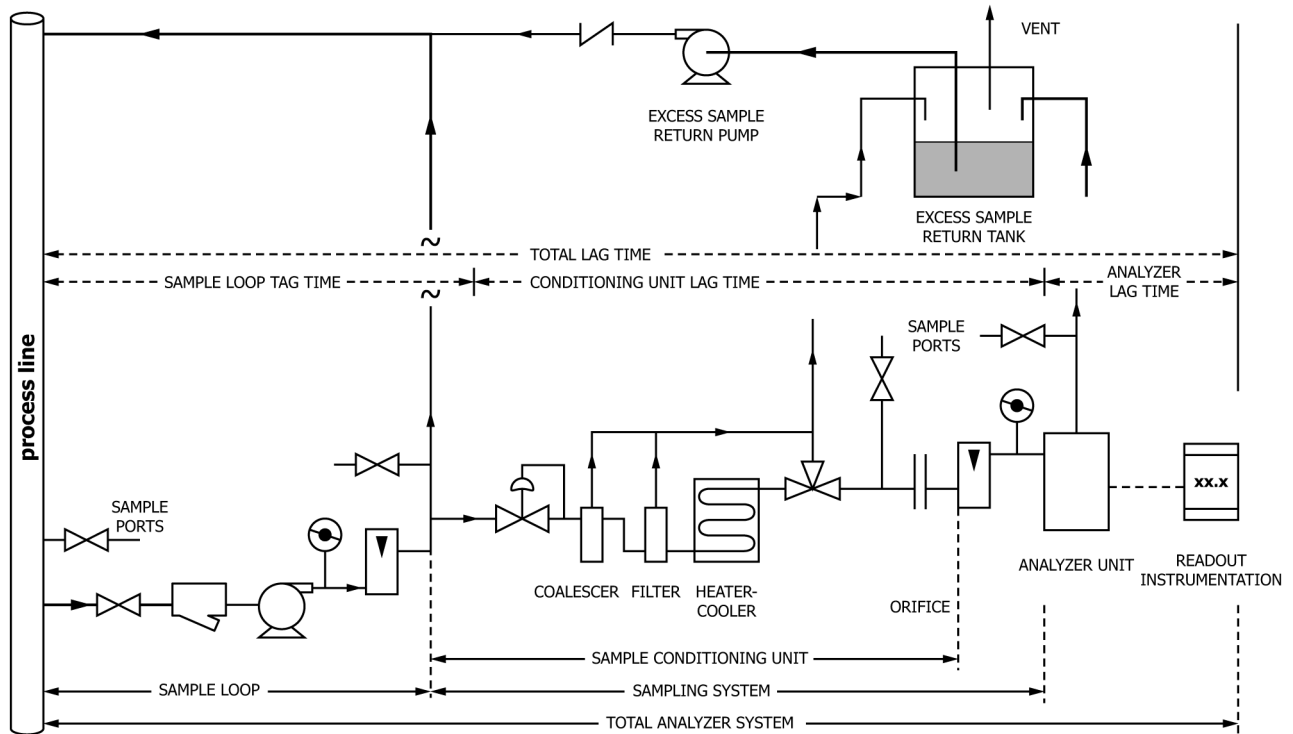 VENT
EXCESS SAMPLE
RETURN PUMP
EXCESS SAMPLE
RETURN TANK
TOTAL LAG TIME
SAMPLE LOOP TAG TIME
CONDITIONING UNIT LAG TIME
ANALYZER
LAG TIME
SAMPLE
PORTS
process line
SAMPLE
PORTS
xx.x
COALESCER
FILTER
HEATER-
COOLER
ORIFICE
ANALYZER UNIT
READOUT
INSTRUMENTATION
SAMPLE CONDITIONING UNIT
SAMPLE LOOP
SAMPLING SYSTEM
TOTAL ANALYZER SYSTEM